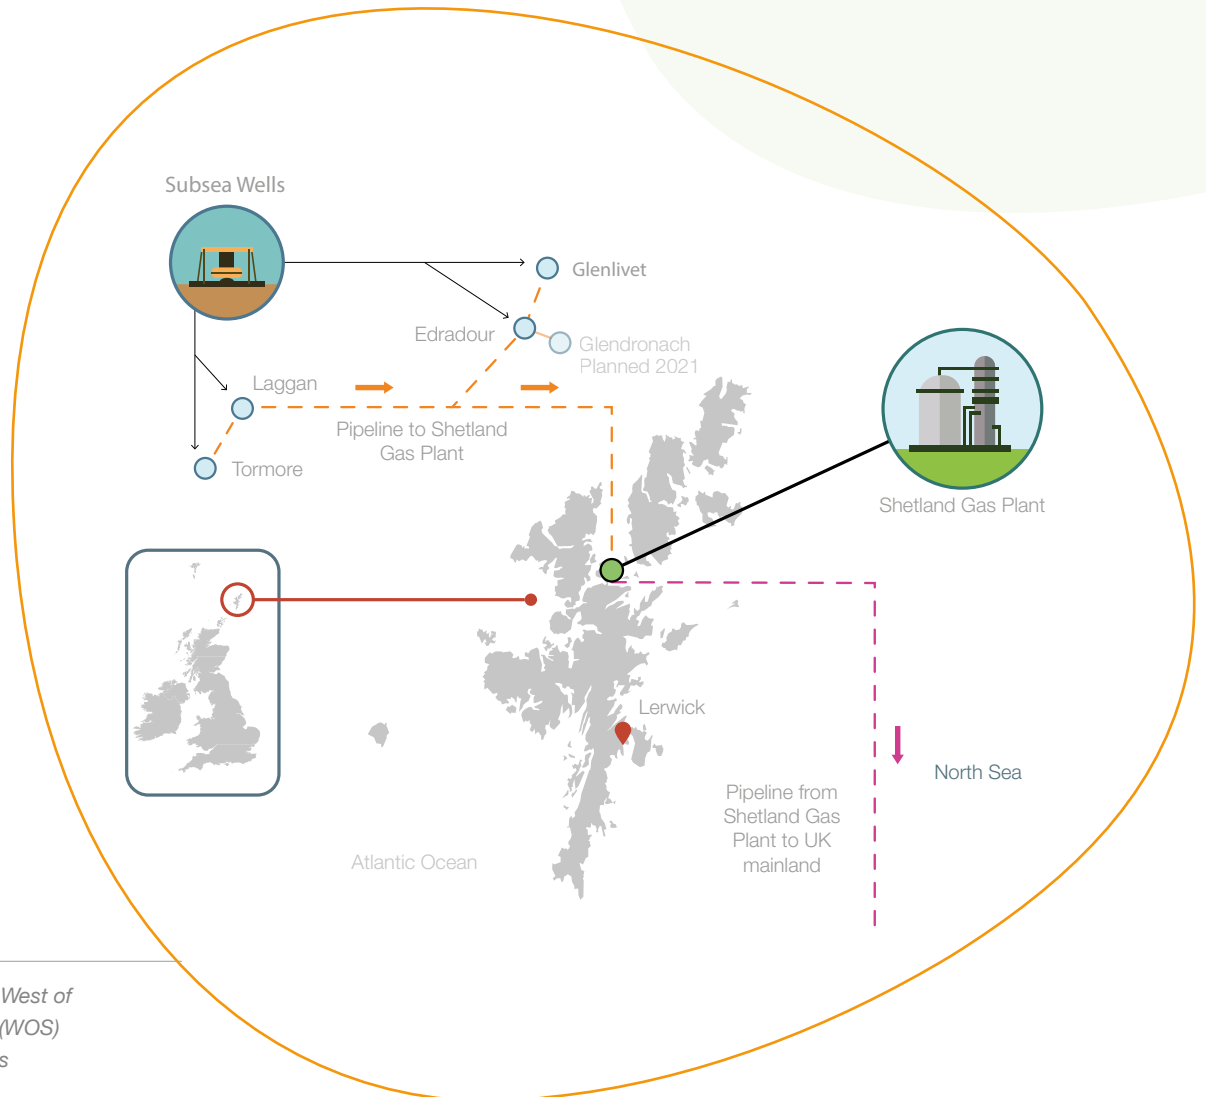 Subsea Wells
Glenlivet
Edradour
Glendronach
Planned 2021
Laggan
Pipeline to Shetland
Gas Plant
Tormore
Shetland Gas Plant
Lerwick
North Sea
Pipeline from
Shetland Gas
Plant to UK
mainland
Atlantic Ocean
West of
(WOS)
s